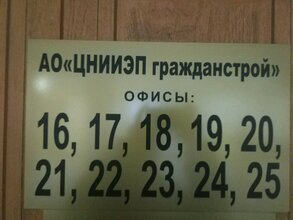 АО«ЦНИИЭП гражданстрой»
ОФИСЫ:
16, 17, 18, 19, 20,
21, 22, 23, 24, 25